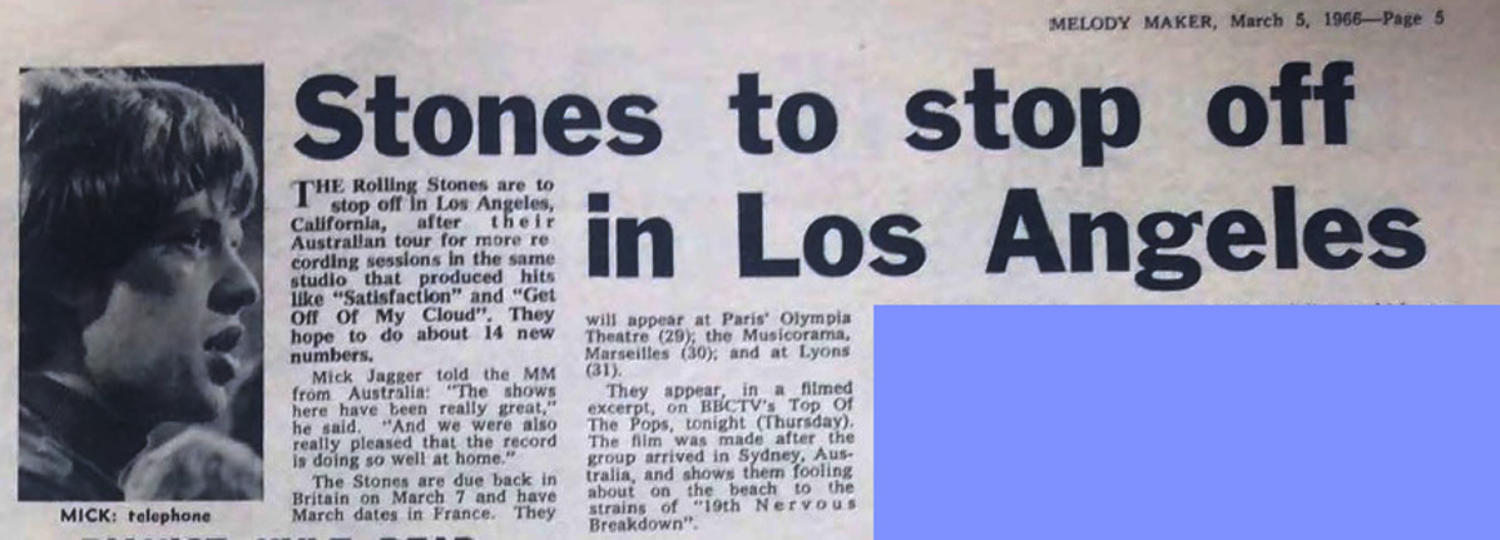 MELODY MAKER, March 5, 1966—Page 5
Stones to stop off
in Los Angeles
THE Rolling Stones are to
stop off in Los Angeles,
California, after their
Australian tour for more re
cording sessions in the same
studio that produced hits
like "Satisfaction" and "Get
Off Of My Cloud". They
hope to do about 14 new
numbers.
Mick Jagger told the MM
from Australia: "The shows
here have been really great,"
he said. "And we were also
really pleased that the record
is doing so well at home."
The Stones are due back in
Britain on March 7 and have
March dates in France. They
will appear at Paris' Olympia
Theatre (29); the Musicorama,
Marseilles (30); and at Lyons
(31).
They appear, in a filmed
excerpt, on BBCTV's Top Of
The Pops, tonight (Thursday).
The film was made after the
group arrived in Sydney, Aus-
tralia, and shows them fooling
about on the beach to the
strains of "19th Nervous
Breakdown".
MICK: telephone